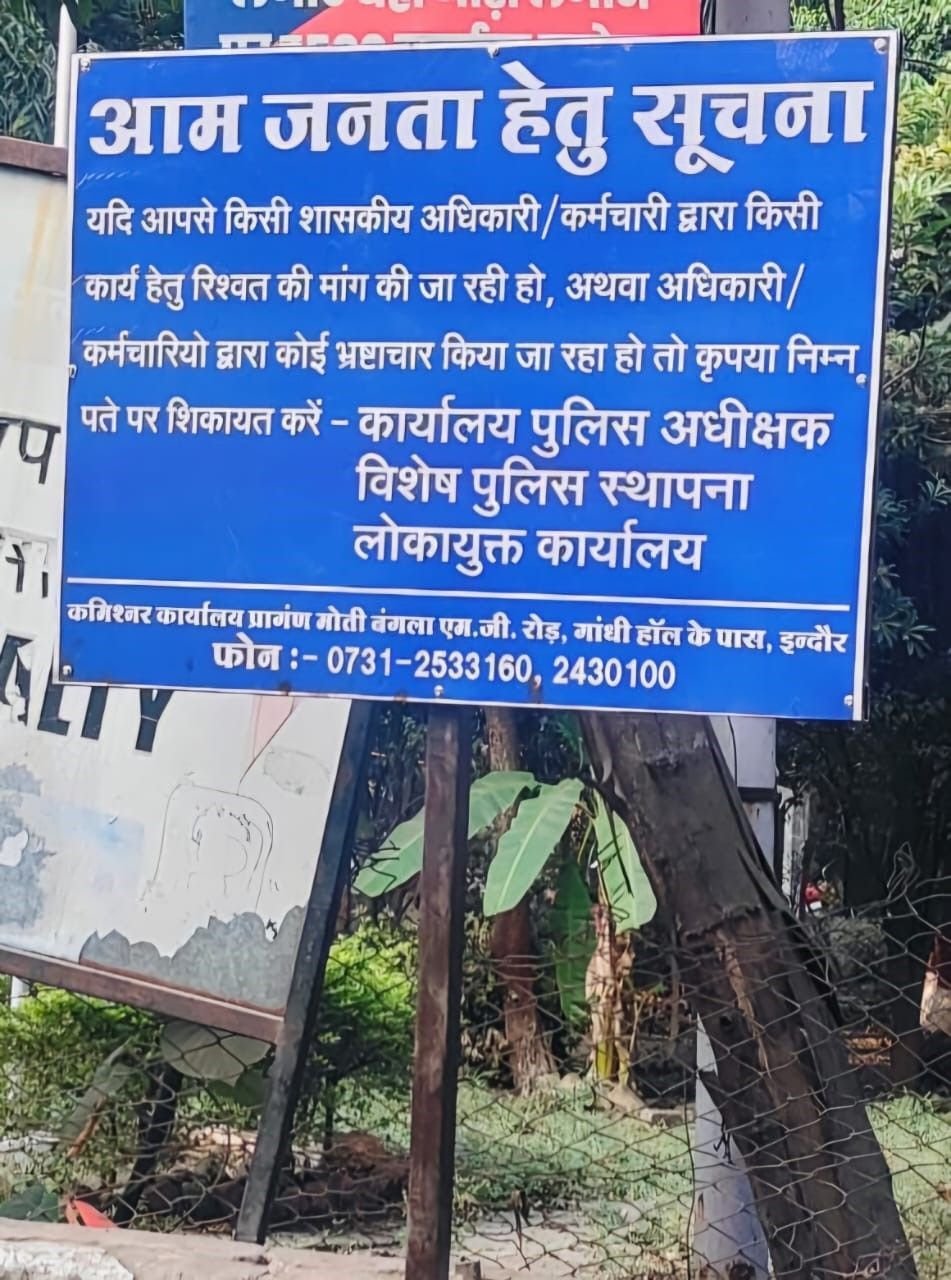 आम जनता हेतु सूचना
यदि आपसे किसी शासकीय अधिकारी/कर्मचारी द्वारा किसी
कार्य हेतु रिश्वत की मांग की जा रही हो, अथवा अधिकारी/
कर्मचारियो द्वारा कोई भ्रष्टाचार किया जा रहा हो तो कृपया निम्न
पते पर शिकायत करें - कार्यालय पुलिस अधीक्षक
विशेष पुलिस स्थापना
लोकायुक्त कार्यालय
कमिश्नर कार्यालय प्रागंण मोती बंगला एम.जी. रोड़, गांधी हॉल के पास, इन्दौर
फोन :- 0731-2533160, 2430100